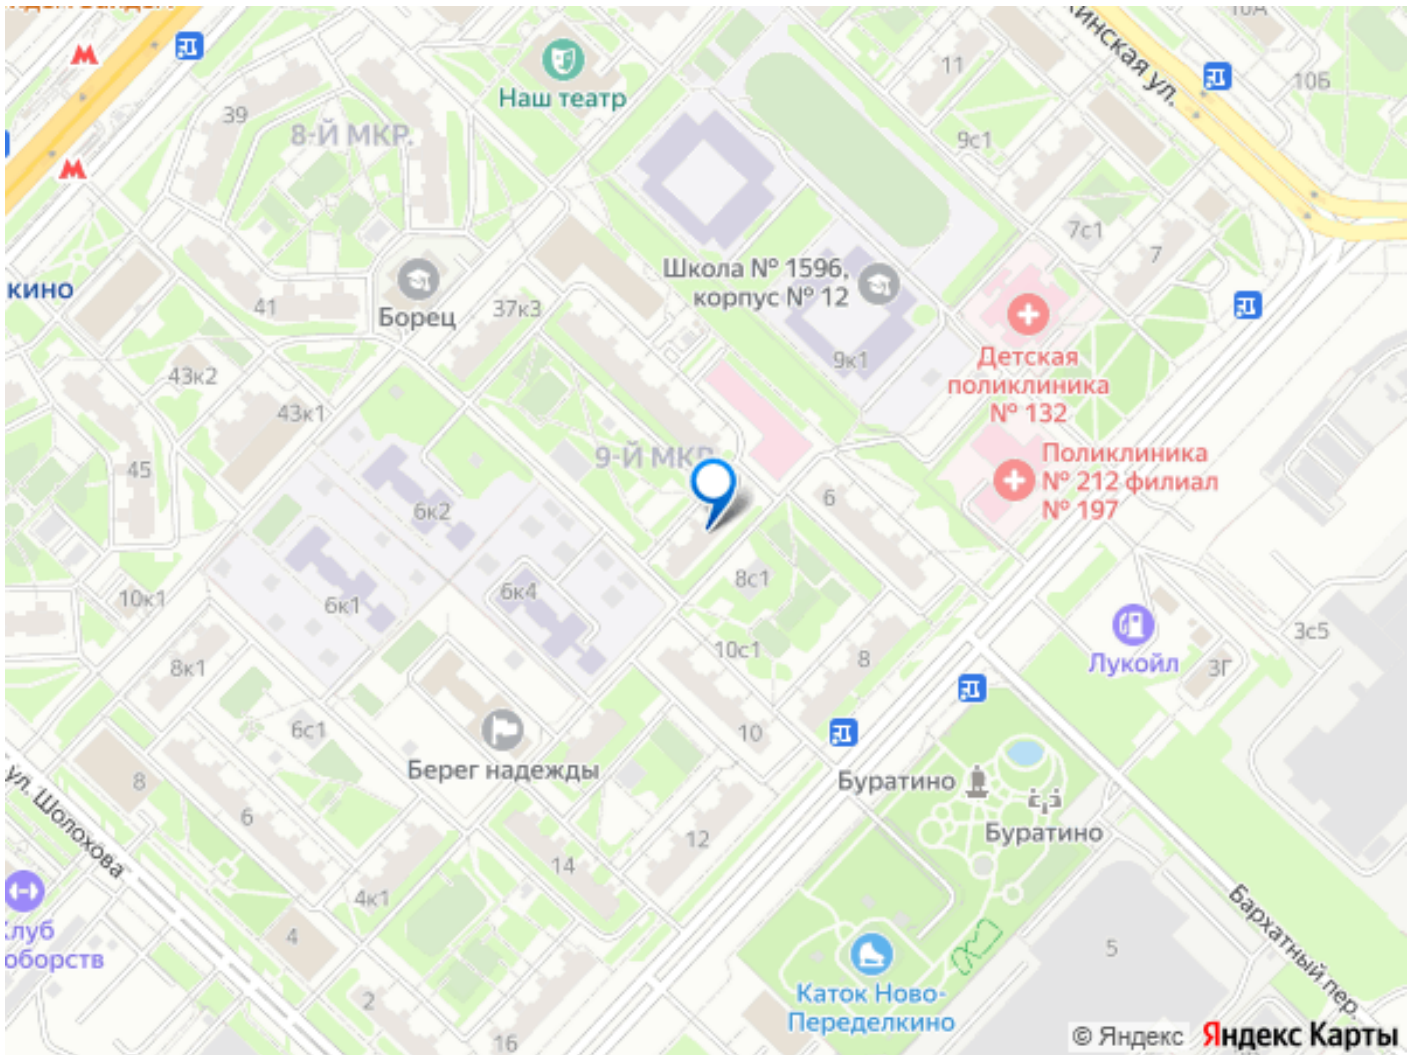 10А
11
10Б
Наш театр
39
8-Й МКР.
9с1
7с1
7
Школа № 1596,
корпус № 12
кино
41
Борец
37к3
9к1
Детская
поликлиника
№ 132
43к2
43к1
9-Й МКР.
45
6к2
6
Поликлиника
№ 212 филиал
№ 197
10к1
6к1
6к4
8с1
3с5
Лукойл
3Г
8к1
10с1
8
6с1
10
Берег надежды
Буратино
Буратино
ул. Шолохова
8
6
12
14
4к1
4
Бархатный пер.
5
2
16
Каток Ново-
Переделкино
© Яндекс
Яндекс Карты